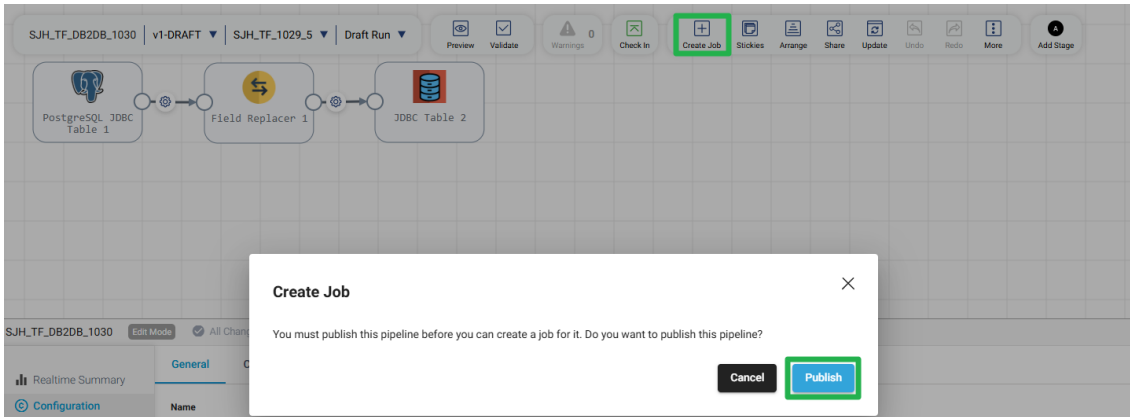 SJH_TF_DB2DB_1030 v1-DRAFT ▼ SJH_TF_1029_5 ▼ Draft Run ▼
Preview Validate Warnings 0 Check In Create Job Stickies Arrange Share Update Undo Redo More A Add Stage
PostgreSQL JDBC
Table 1
Field Replacer 1
JDBC Table 2
Create Job
You must publish this pipeline before you can create a job for it. Do you want to publish this pipeline?
Cancel Publish
SJH_TF_DB2DB_1030 Edit Mode All Chang
Realtime Summary
C Configuration
General C
Name